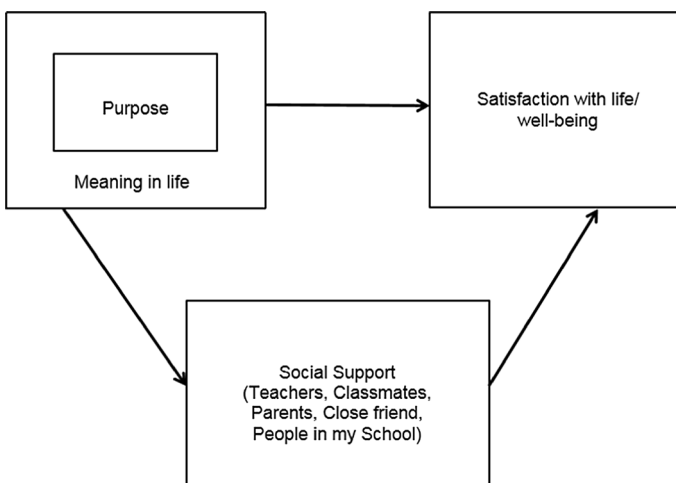 Purpose
Meaning in life
Satisfaction with life/
well-being
Social Support
(Teachers, Classmates,
Parents, Close friend,
People in my School)